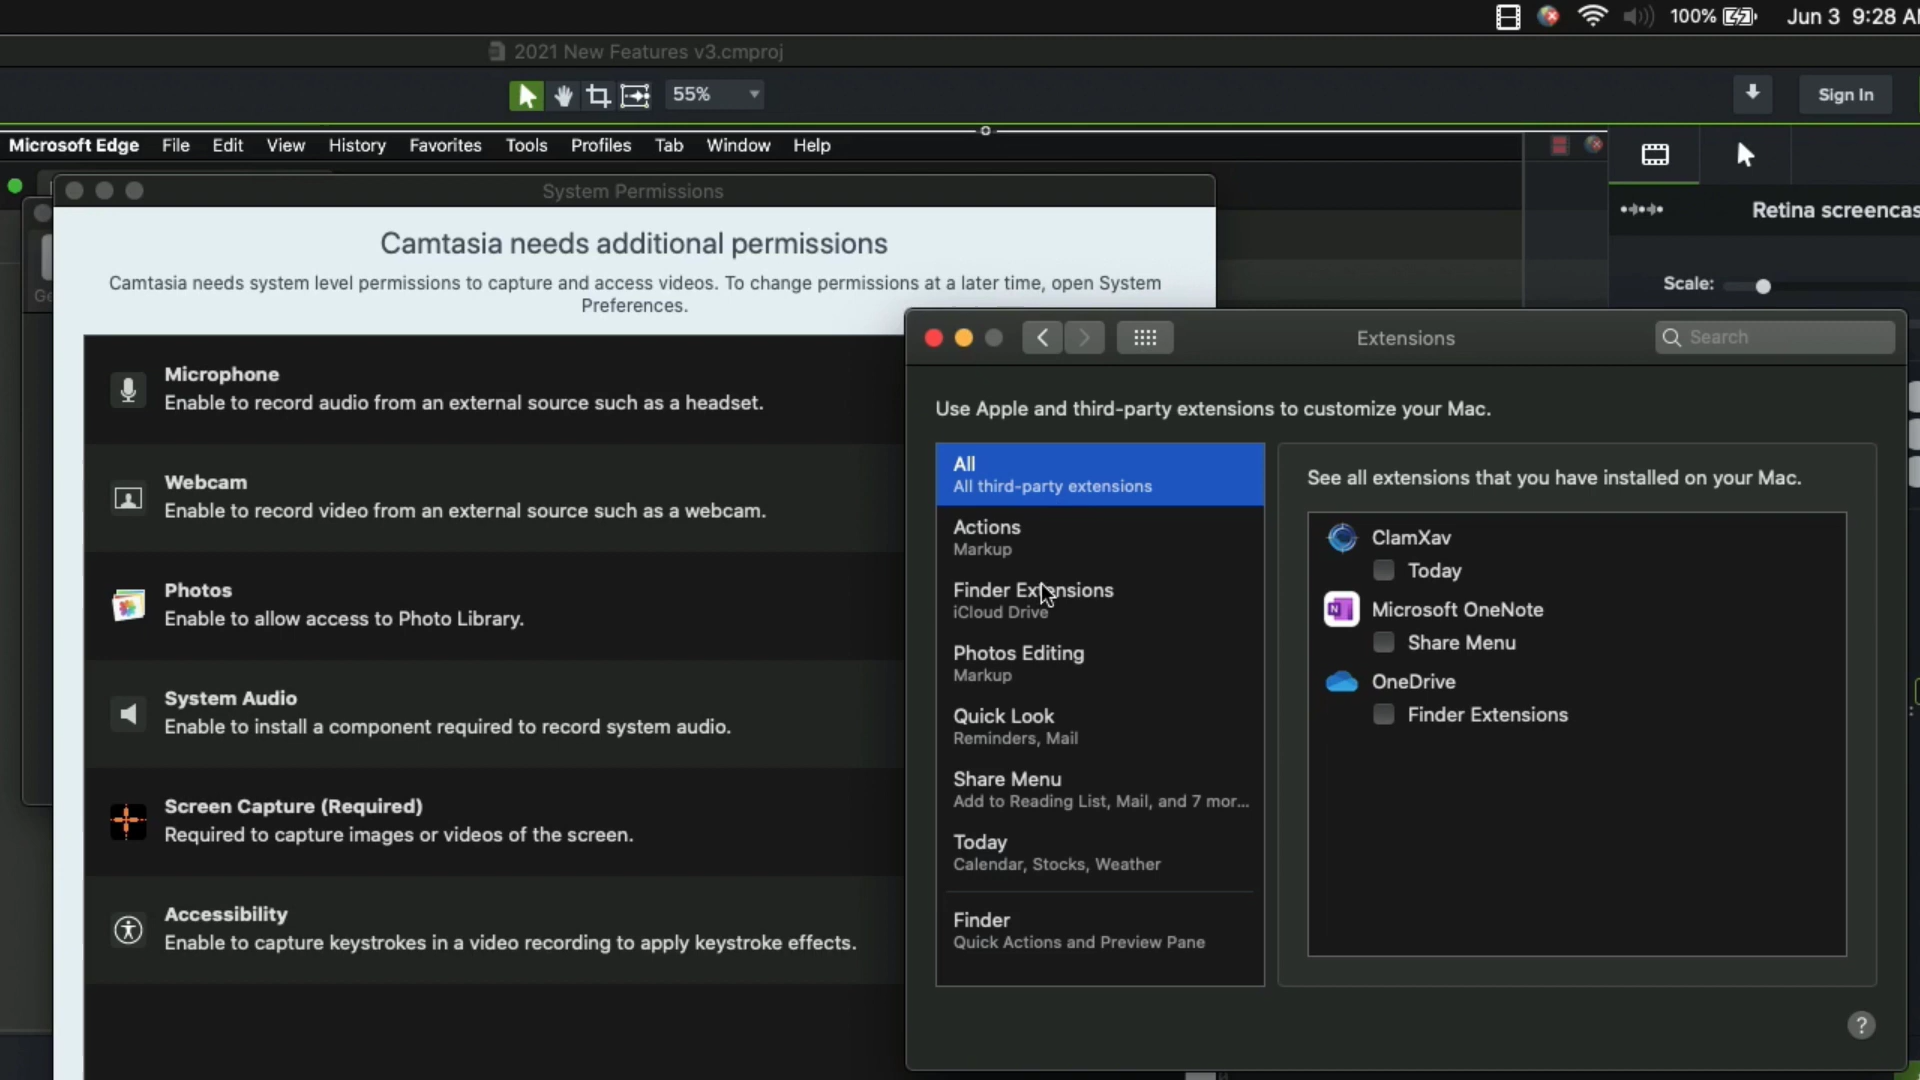 100%
Jun 3 9:28
2021 New Features v3.cmproj
55%
Sign In
Microsoft Edge File Edit View History Favorites Tools Profiles Tab Window Help
System Permissions
Retina screencas
Camtasia needs additional permissions
Camtasia needs system level permissions to capture and access videos. To change permissions at a later time, open System
Preferences.
Scale:
Microphone
Enable to record audio from an external source such as a headset.
Webcam
Enable to record video from an external source such as a webcam.
Photos
Enable to allow access to Photo Library.
System Audio
Enable to install a component required to record system audio.
Screen Capture (Required)
Required to capture images or videos of the screen.
Accessibility
Enable to capture keystrokes in a video recording to apply keystroke effects.
Extensions
Search
Use Apple and third-party extensions to customize your Mac.
All
All third-party extensions
Actions
Markup
Finder Extensions
iCloud Drive
Photos Editing
Markup
Quick Look
Reminders, Mail
Share Menu
Add to Reading List, Mail, and 7 mor...
Today
Calendar, Stocks, Weather
Finder
Quick Actions and Preview Pane
See all extensions that you have installed on your Mac.
ClamXav
Today
Microsoft OneNote
Share Menu
OneDrive
Finder Extensions
?